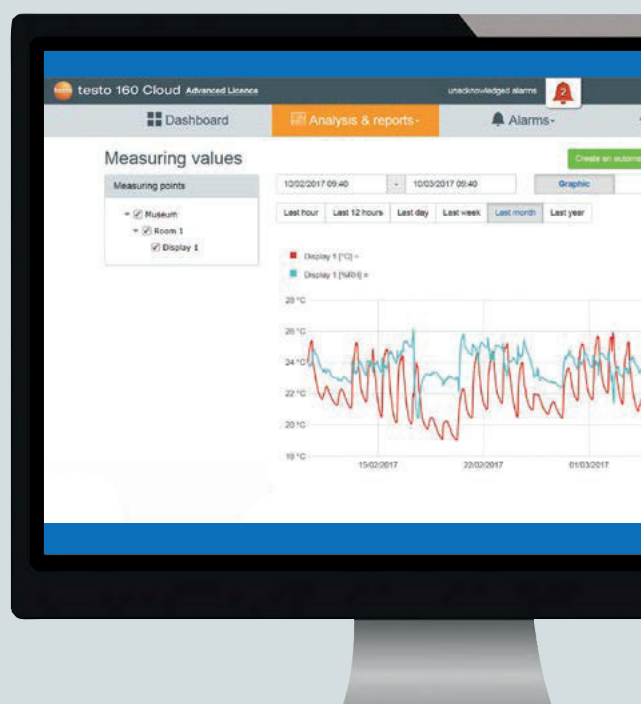 testo
testo 160 Cloud Advanced Licence
unacknowledged alarms
2
Dashboard
Analysis & reports
Alarms
Measuring values
Create an
Measuring points
Museum
Room 1
Display 1
10/02/2017 09:40 - 10/03/2017 09:40
Graphic
Last hour Last 12 hours Last day Last week Last month Last year
Display 1 [°C]
Display 1 [%RH]
28 °C
26 °C
24 °C
22 °C
20 °C
18 °C
15/02/2017 22/02/2017 01/03/2017